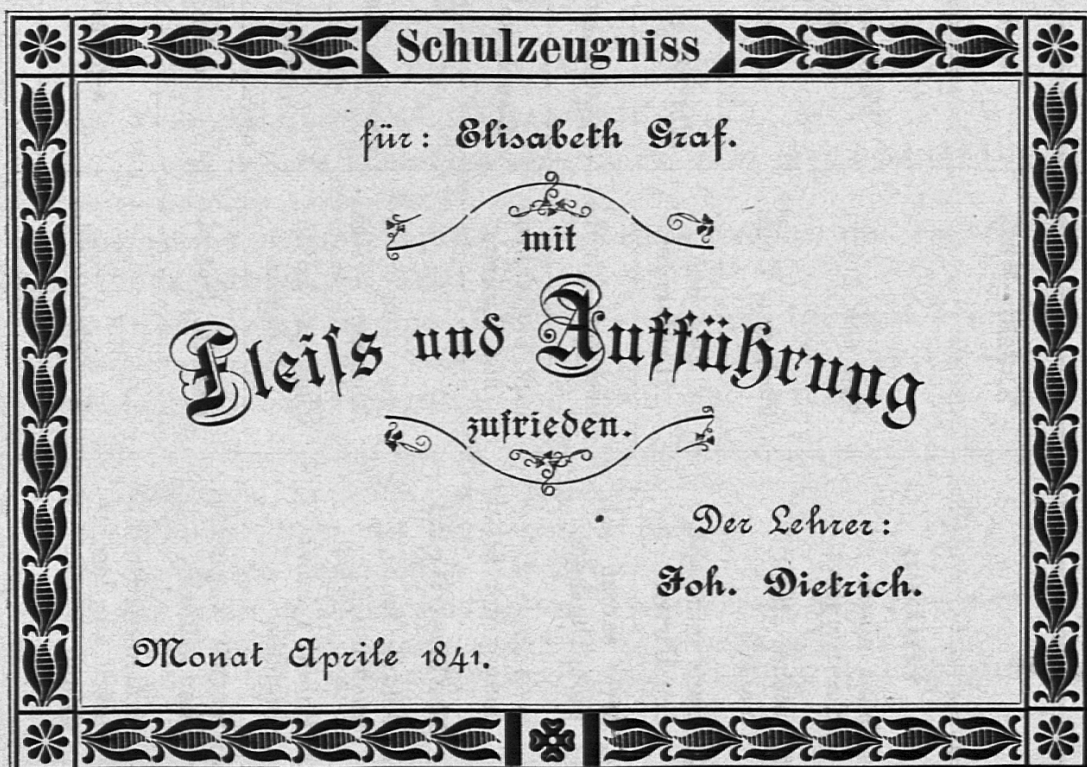 Schulzeugniss
für: Elisabeth Graf.
mit
Fleiſs und Aufführung
zufrieden.
Der Lehrer:
Joh. Dietrich.
Monat Aprile 1841.